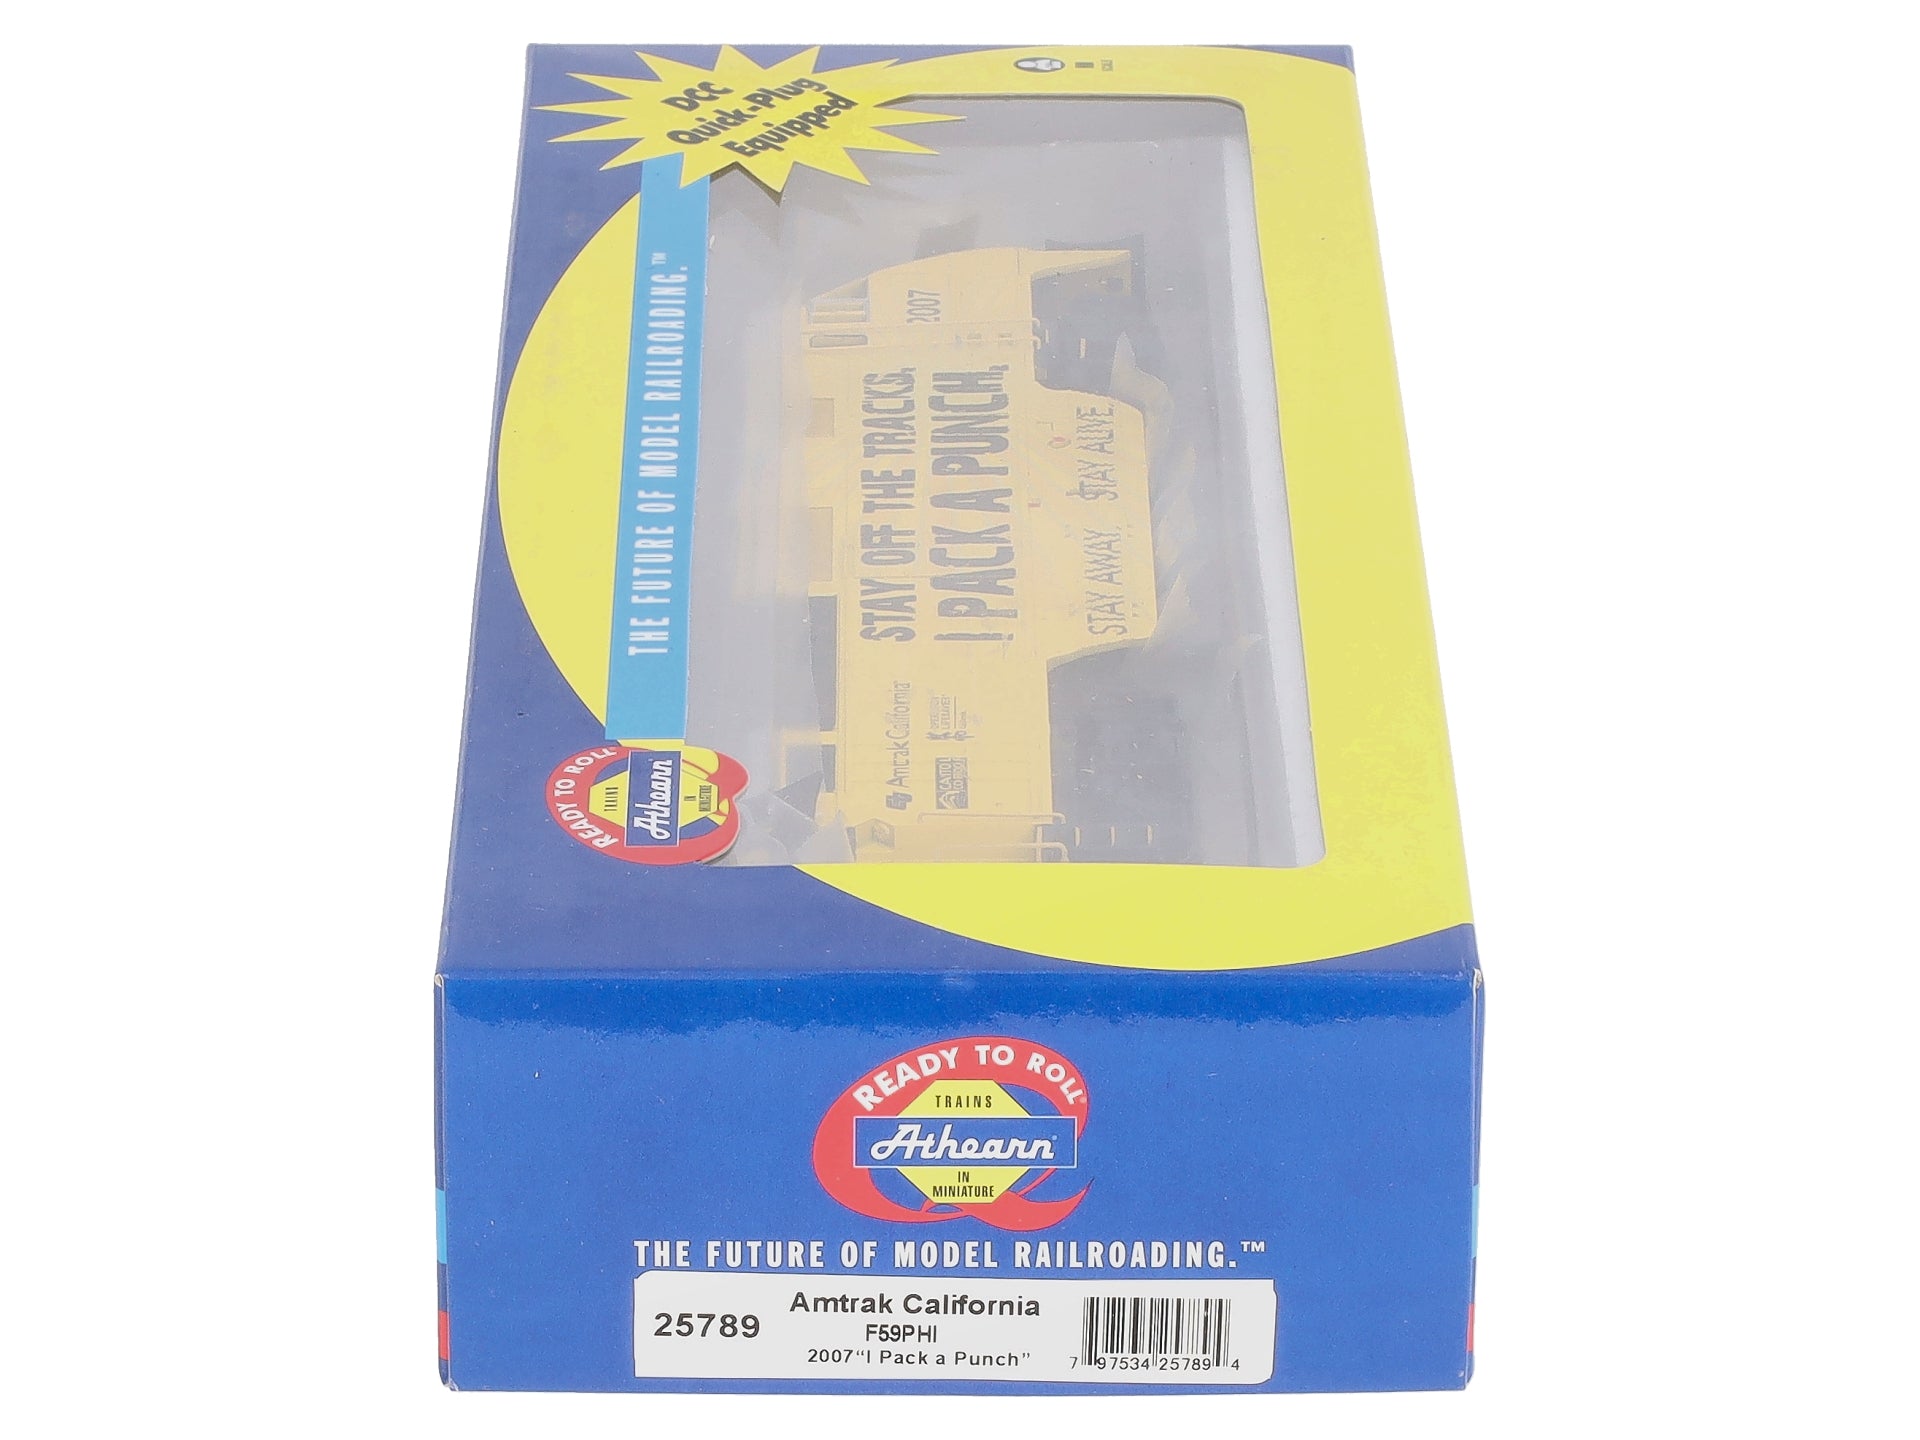 DCC
Quick-Plug
Equipped
THE FUTURE OF MODEL RAILROADING.™
2007
STAY OFF THE TRACKS.
I PACK A PUNCH.
STAY AWAY. STAY ALIVE.
Amtrak California
READY TO ROLL
TRAINS
Athearn
IN
MINIATURE
READY TO ROLL
TRAINS
Athearn
IN
MINIATURE
THE FUTURE OF MODEL RAILROADING.™
25789
Amtrak California
F59PHI
2007 "I Pack a Punch"
7 97534 25789 4